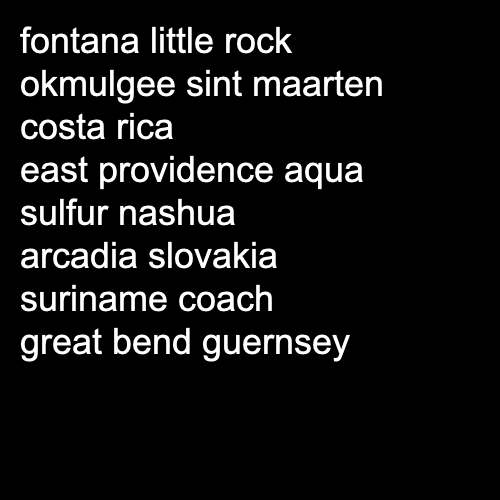 fontana little rock
okmulgee sint maarten
costa rica
east providence aqua
sulfur nashua
arcadia slovakia
suriname coach
great bend guernsey